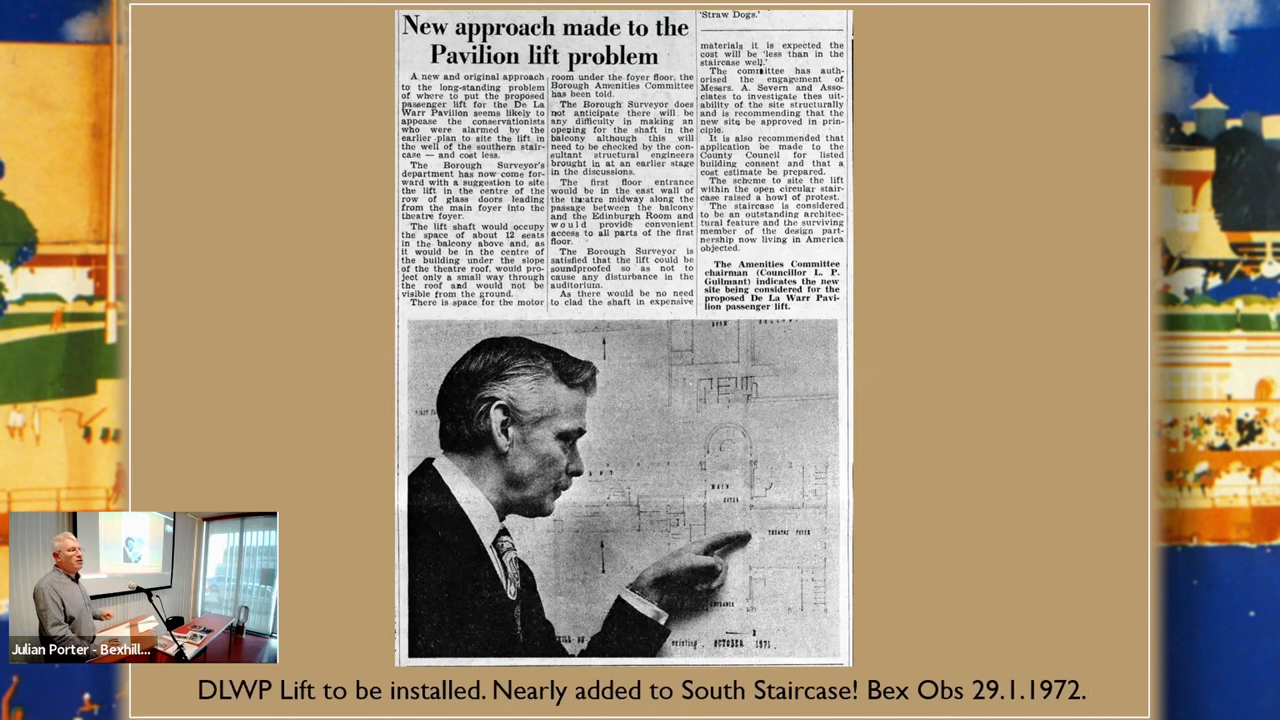 New approach made to the
Pavilion lift problem
A new and original approach
to the long-standing problem
of where to put the proposed
passenger lift for the De La
Warr Pavilion seems likely to
appease the conservationists
who were alarmed by the
earlier plan to site the lift in
the well of the southern stair-
case — and cost less.
The Borough Surveyor's
department has now come for-
ward with a suggestion to site
the lift in the centre of the
row of glass doors leading
from the main foyer into the
theatre foyer.
The lift shaft would occupy
the space of about 12 seats
in the balcony above and, as
it would be in the centre of
the building under the slope
of the theatre roof, would pro-
ject only a small way through
the roof and would not be
visible from the ground.
There is space for the motor
room under the foyer floor, the
Borough Amenities Committee
has been told.
The Borough Surveyor does
not anticipate there will be
any difficulty in making an
opening for the shaft in the
balcony although this will
need to be checked by the con-
sultant structural engineers
brought in at an earlier stage
in the discussions.
The first floor entrance
would be in the east wall of
the theatre midway along the
passage between the balcony
and the Edinburgh Room and
would provide convenient
access to all parts of the first
floor.
The Borough Surveyor is
satisfied that the lift could be
soundproofed so as not to
cause any disturbance in the
auditorium.
As there would be no need
to clad the shaft in expensive
'Straw Dogs.'
materials it is expected the
cost will be 'less than in the
staircase well.'
The committee has auth-
orised the engagement of
Messrs. A. Severn and Asso-
ciates to investigate thes uit-
ability of the site structurally
and is recommending that the
new site be approved in prin-
ciple.
It is also recommended that
application be made to the
County Council for listed
building consent and that a
cost estimate be prepared.
The scheme to site the lift
within the open circular stair-
case raised a howl of protest.
The staircase is considered
to be an outstanding architec-
tural feature and the surviving
member of the design part-
nership now living in America
objected.
The Amenities Committee
chairman (Councillor L. P.
Guilmant) indicates the new
site being considered for the
proposed De La Warr Pavi-
lion passenger lift.
MAIN
THEATRE FOYER
ENTRANCE
existing. OCTOBER 1971.
Julian Porter - Bexhill...
DLWP Lift to be installed. Nearly added to South Staircase! Bex Obs 29.1.1972.